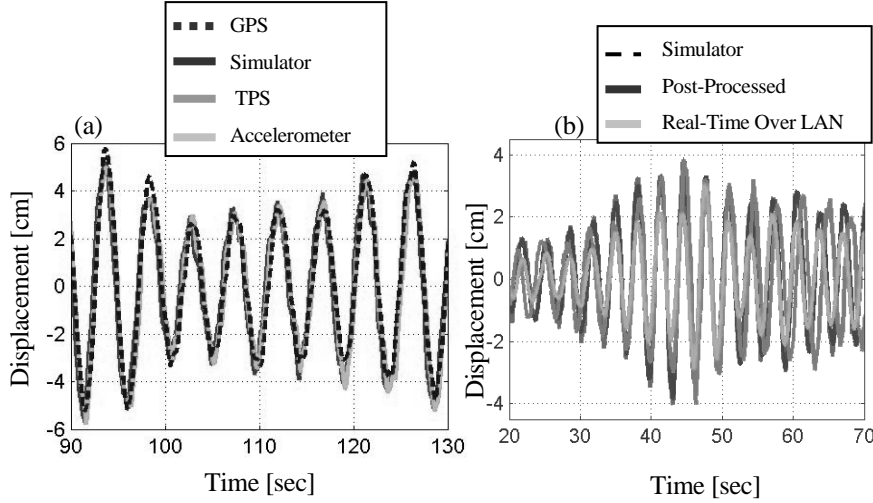 GPS
Simulator
TPS
Accelerometer
(a)
6
4
2
0
-2
-4
-6
90
100
110
120
130
Displacement [cm]
Time [sec]
Simulator
Post-Processed
Real-Time Over LAN
(b)
4
2
0
-2
-4
20
30
40
50
60
70
Displacement [cm]
Time [sec]